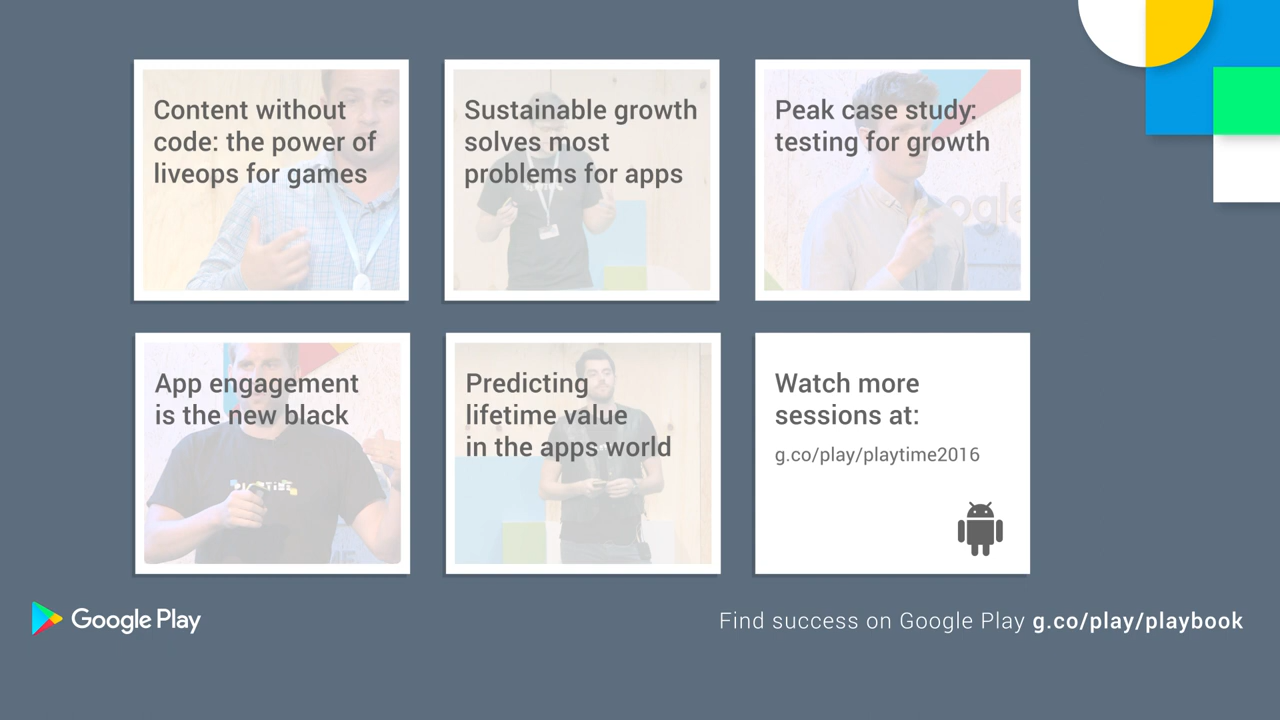 Content without
code: the power of
liveops for games
Sustainable growth
solves most
problems for apps
Peak case study:
testing for growth
ogle
App engagement
is the new black
PLAYTIME
Predicting
lifetime value
in the apps world
Watch more
sessions at:
g.co/play/playtime2016
Google Play
Find success on Google Play g.co/play/playbook